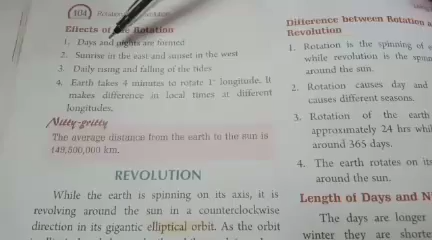 104 Rotation
Effects of Rotation
1. Days and nights are formed
2. Sunrise in the east and sunset in the west
3. Daily rising and falling of the tides
4. Earth takes 4 minutes to rotate 1° longitude. It
makes difference in local times at different
longitudes.
Nitty-gritty
The average distance from the earth to the sun is
149,500,000 km.
REVOLUTION
While the earth is spinning on its axis, it is
revolving around the sun in a counterclockwise
direction in its gigantic elliptical orbit. As the orbit
Difference between Rotation
Revolution
1. Rotation is the spinning of
while revolution is the
around the sun.
2. Rotation causes day and
causes different seasons.
3. Rotation of the earth
approximately 24 hrs
around 365 days.
4. The earth rotates on
around the sun.
Length of Days and N
The days are longer
winter they are